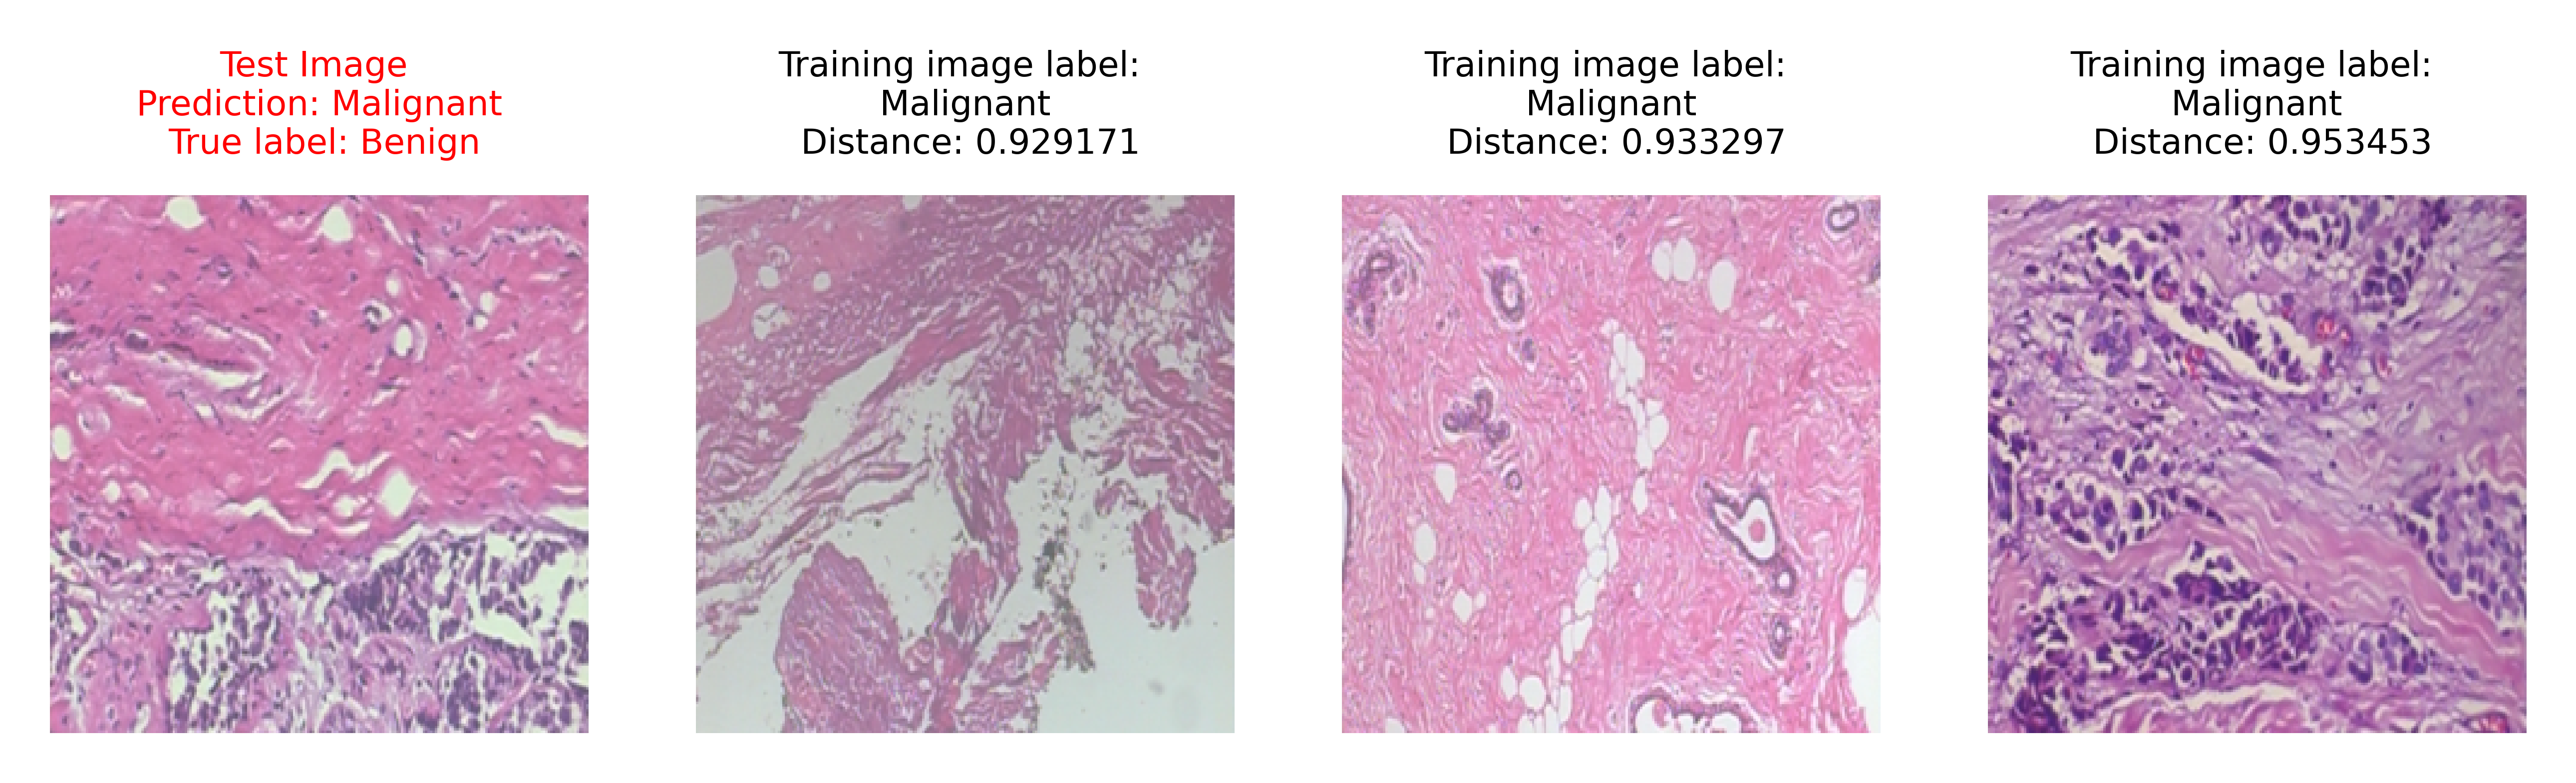 Test Image
Prediction: Malignant
True label: Benign
Training image label:
Malignant
Distance: 0.929171
Training image label:
Malignant
Distance: 0.933297
Training image label:
Malignant
Distance: 0.953453